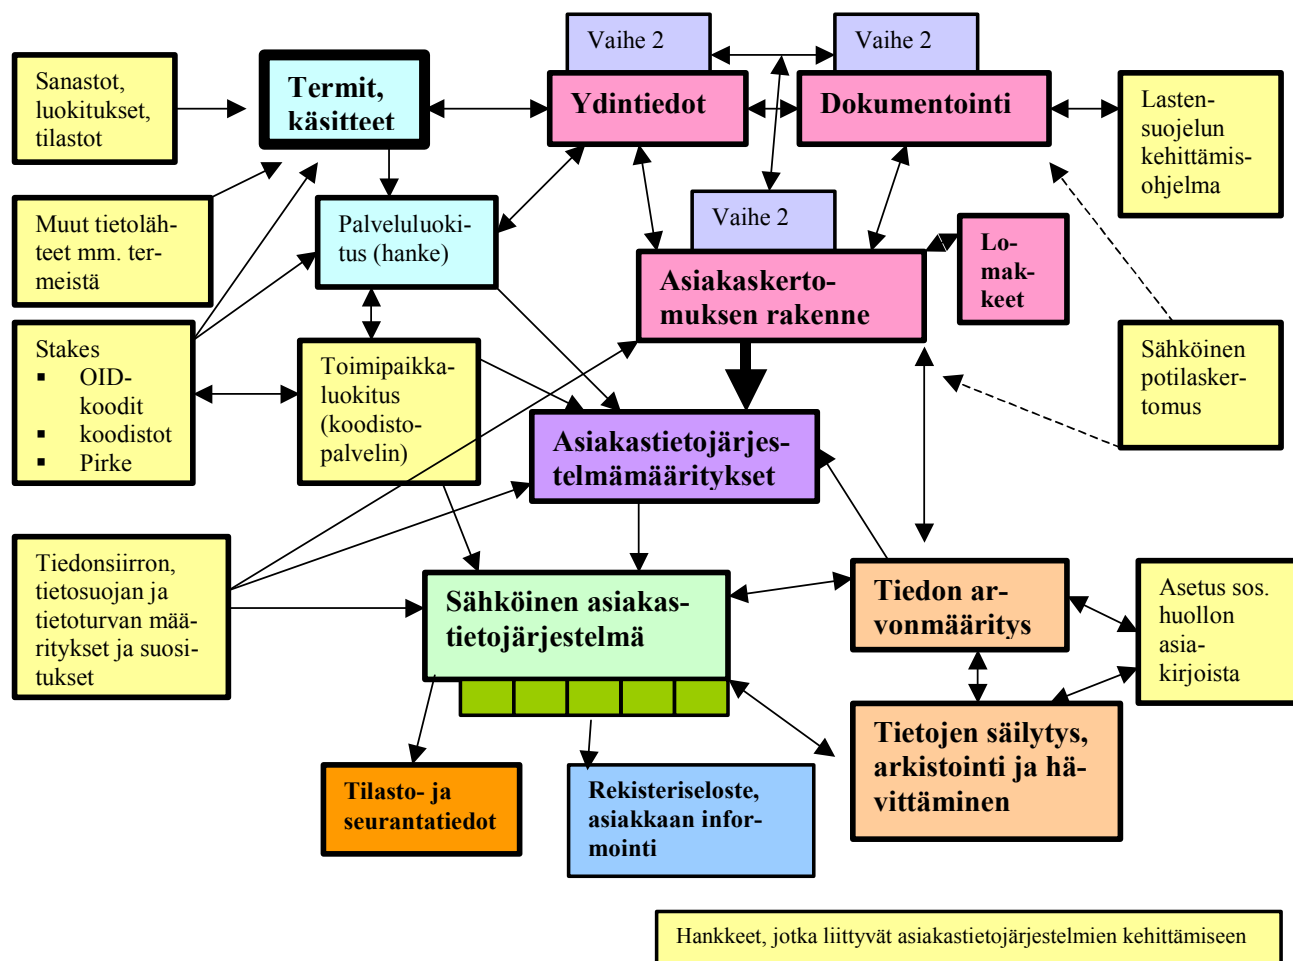 Vaihe 2
Vaihe 2
Sanastot,
luokitukset,
tilastot
Termit,
käsitteet
Ydintiedot
Dokumentointi
Lasten-
suojelun
kehittämis-
ohjelma
Muut tietoläh-
teet mm. ter-
meistä
Palveluoki-
tus (hanke)
Vaihe 2
Asiakaskerto-
muksen rakenne
Lo-
mak-
keet
Stakes
▪ OID-
koodit
▪ koodistot
▪ Pirke
Toimipaikka-
luokitus
(koodisto-
palvelin)
Sähköinen
potilasker-
tomus
Asiakastietojärjes-
telmämääritykset
Tiedonsiirron,
tietosuojan ja
tietoturvan mää-
ritykset ja suosi-
tukset
Sähköinen asiakas-
tietojärjestelmä
Tiedon ar-
vonmääritys
Asetus sos.
huollon
asia-
kirjoista
Tietojen säilytys,
arkistointi ja hä-
vittäminen
Tilasto- ja
seurantatiedot
Rekisteriseloste,
asiakkaan infor-
mointi
Hankkeet, jotka liittyvät asiakastietojärjestelmien kehittämiseen